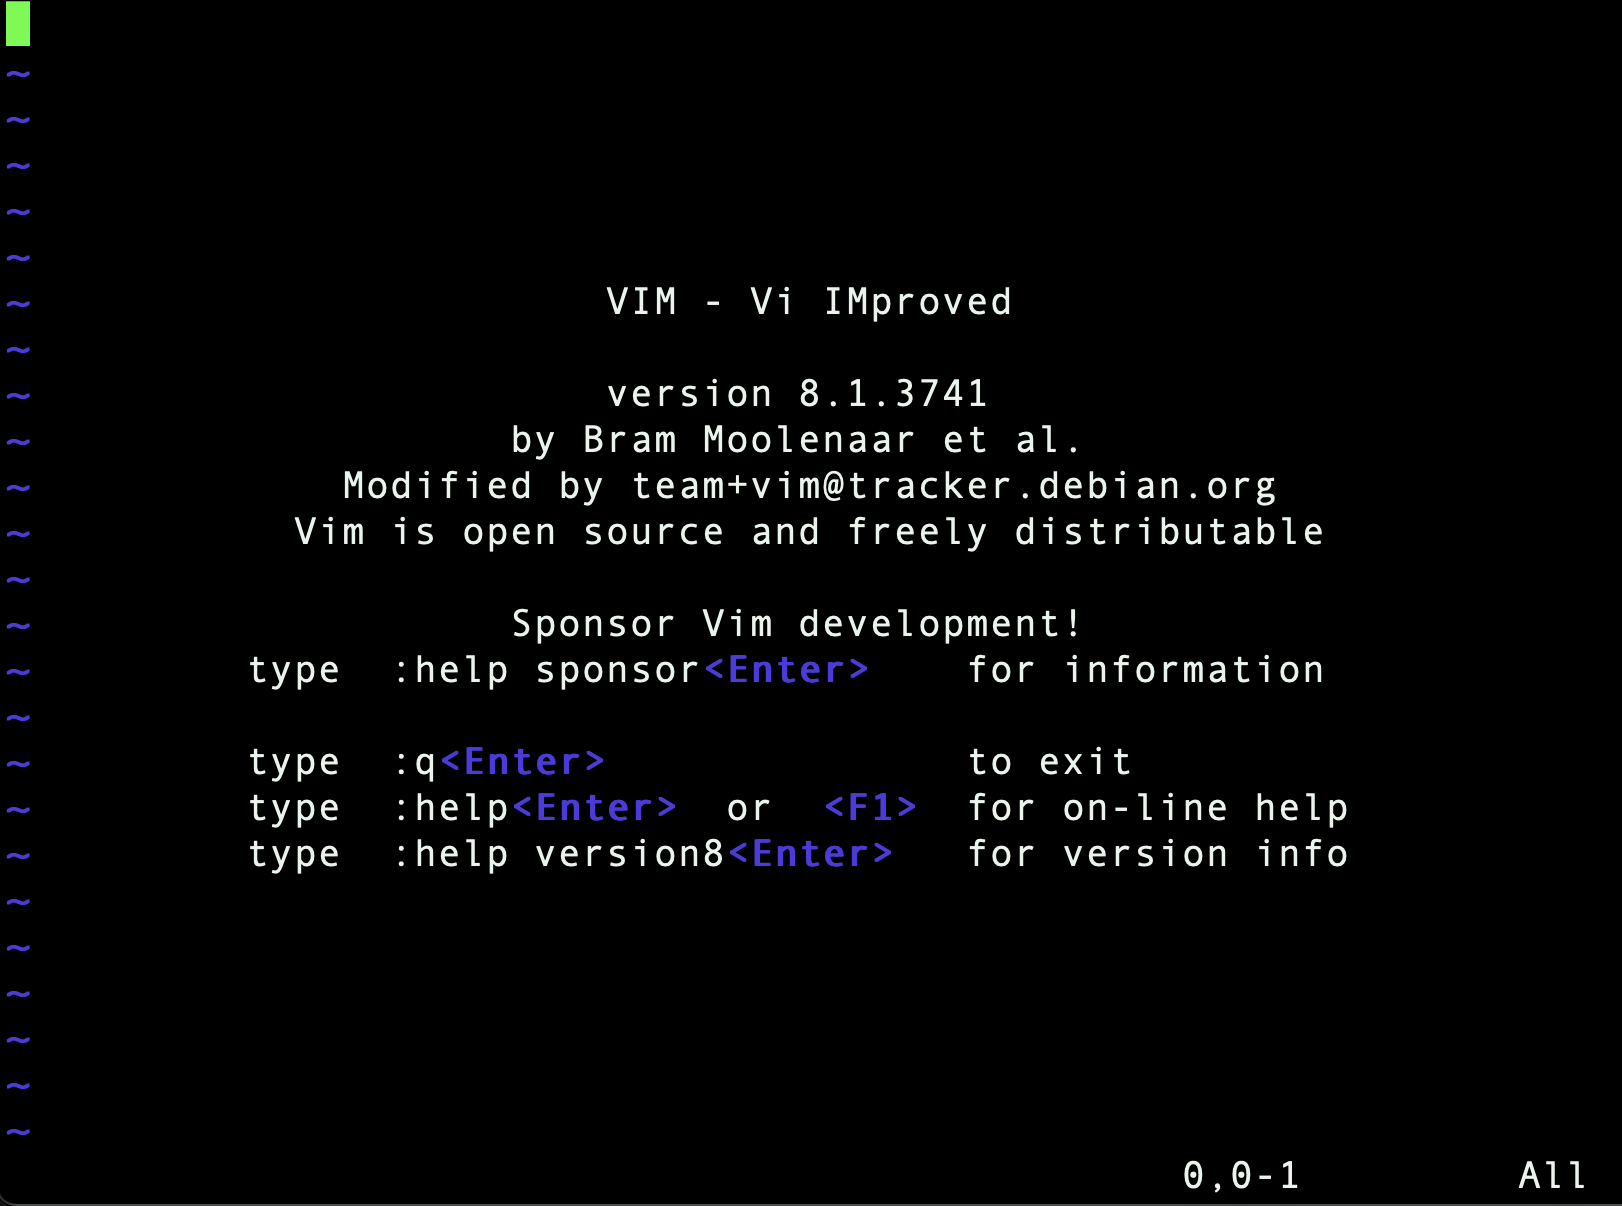 ~
~
~
~
~
~ VIM - Vi IMproved
~
~ version 8.1.3741
~ by Bram Moolenaar et al.
~ Modified by team+vim@tracker.debian.org
~ Vim is open source and freely distributable
~
~ Sponsor Vim development!
~ type  :help sponsor<Enter>    for information
~
~ type  :q<Enter>               to exit
~ type  :help<Enter>  or  <F1>  for on-line help
~ type  :help version8<Enter>   for version info
~
~
~
~
~
~
0,0-1 All